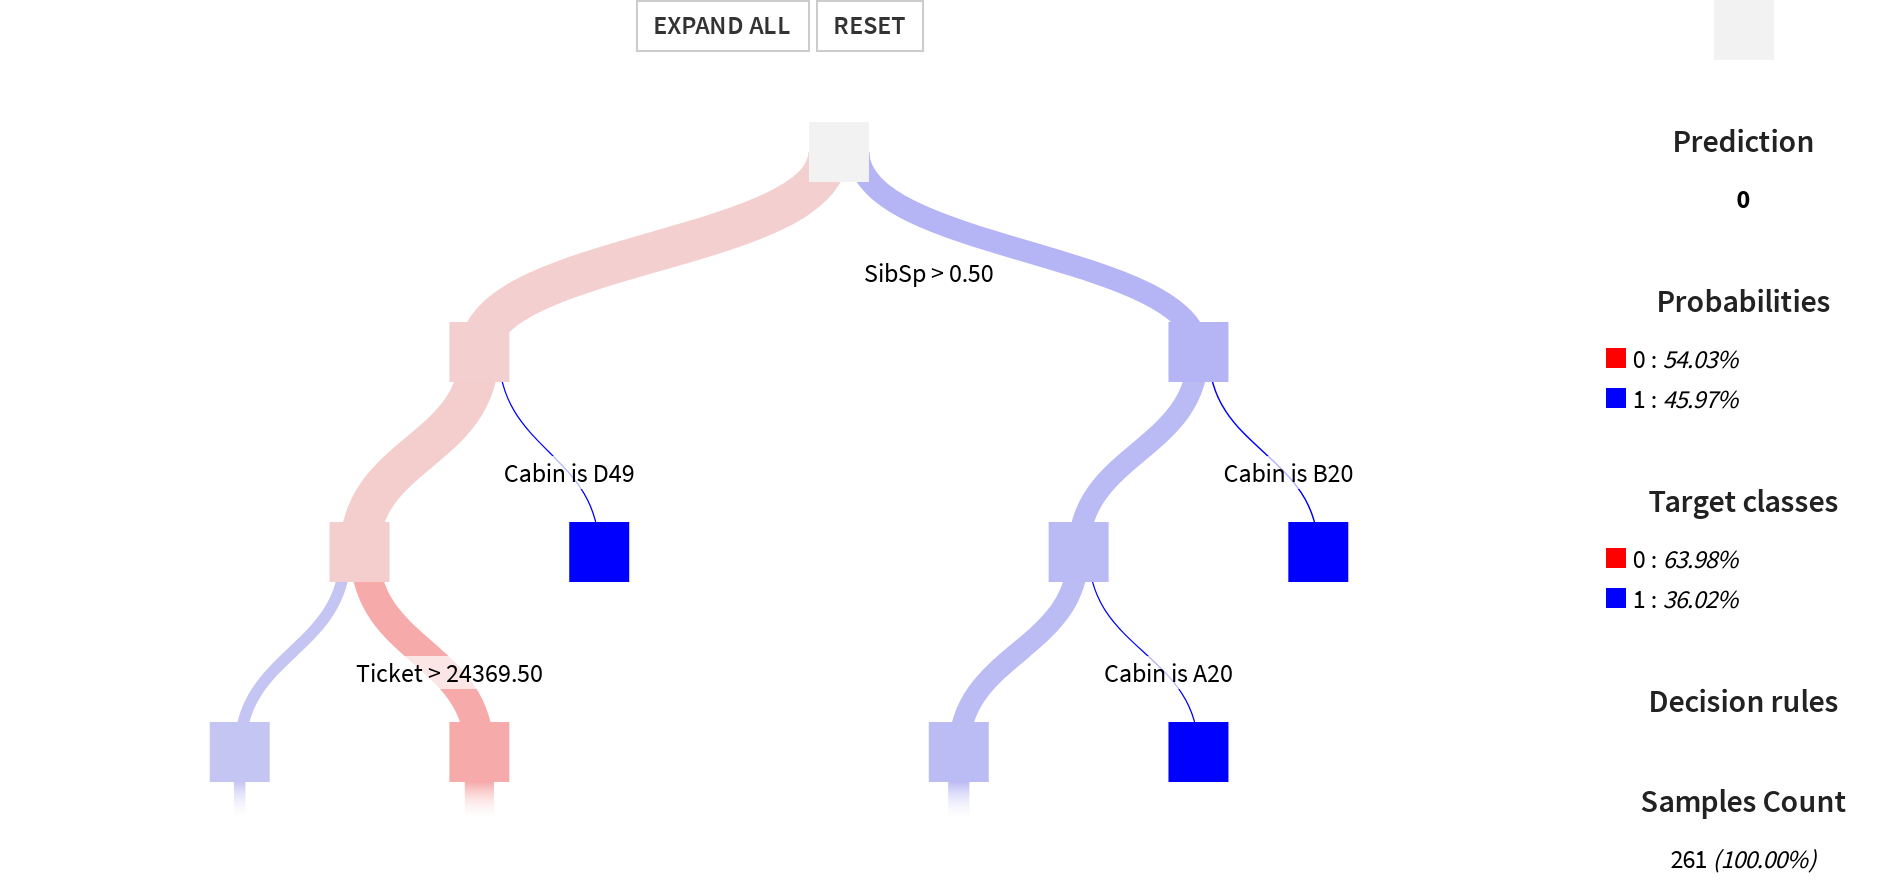 EXPAND ALL
RESET
SibSp > 0.50
Cabin is D49
Cabin is B20
Ticket > 24369.50
Cabin is A20
Prediction
0
Probabilities
0 : 54.03%
1 : 45.97%
Target classes
0 : 63.98%
1 : 36.02%
Decision rules
Samples Count
261 (100.00%)